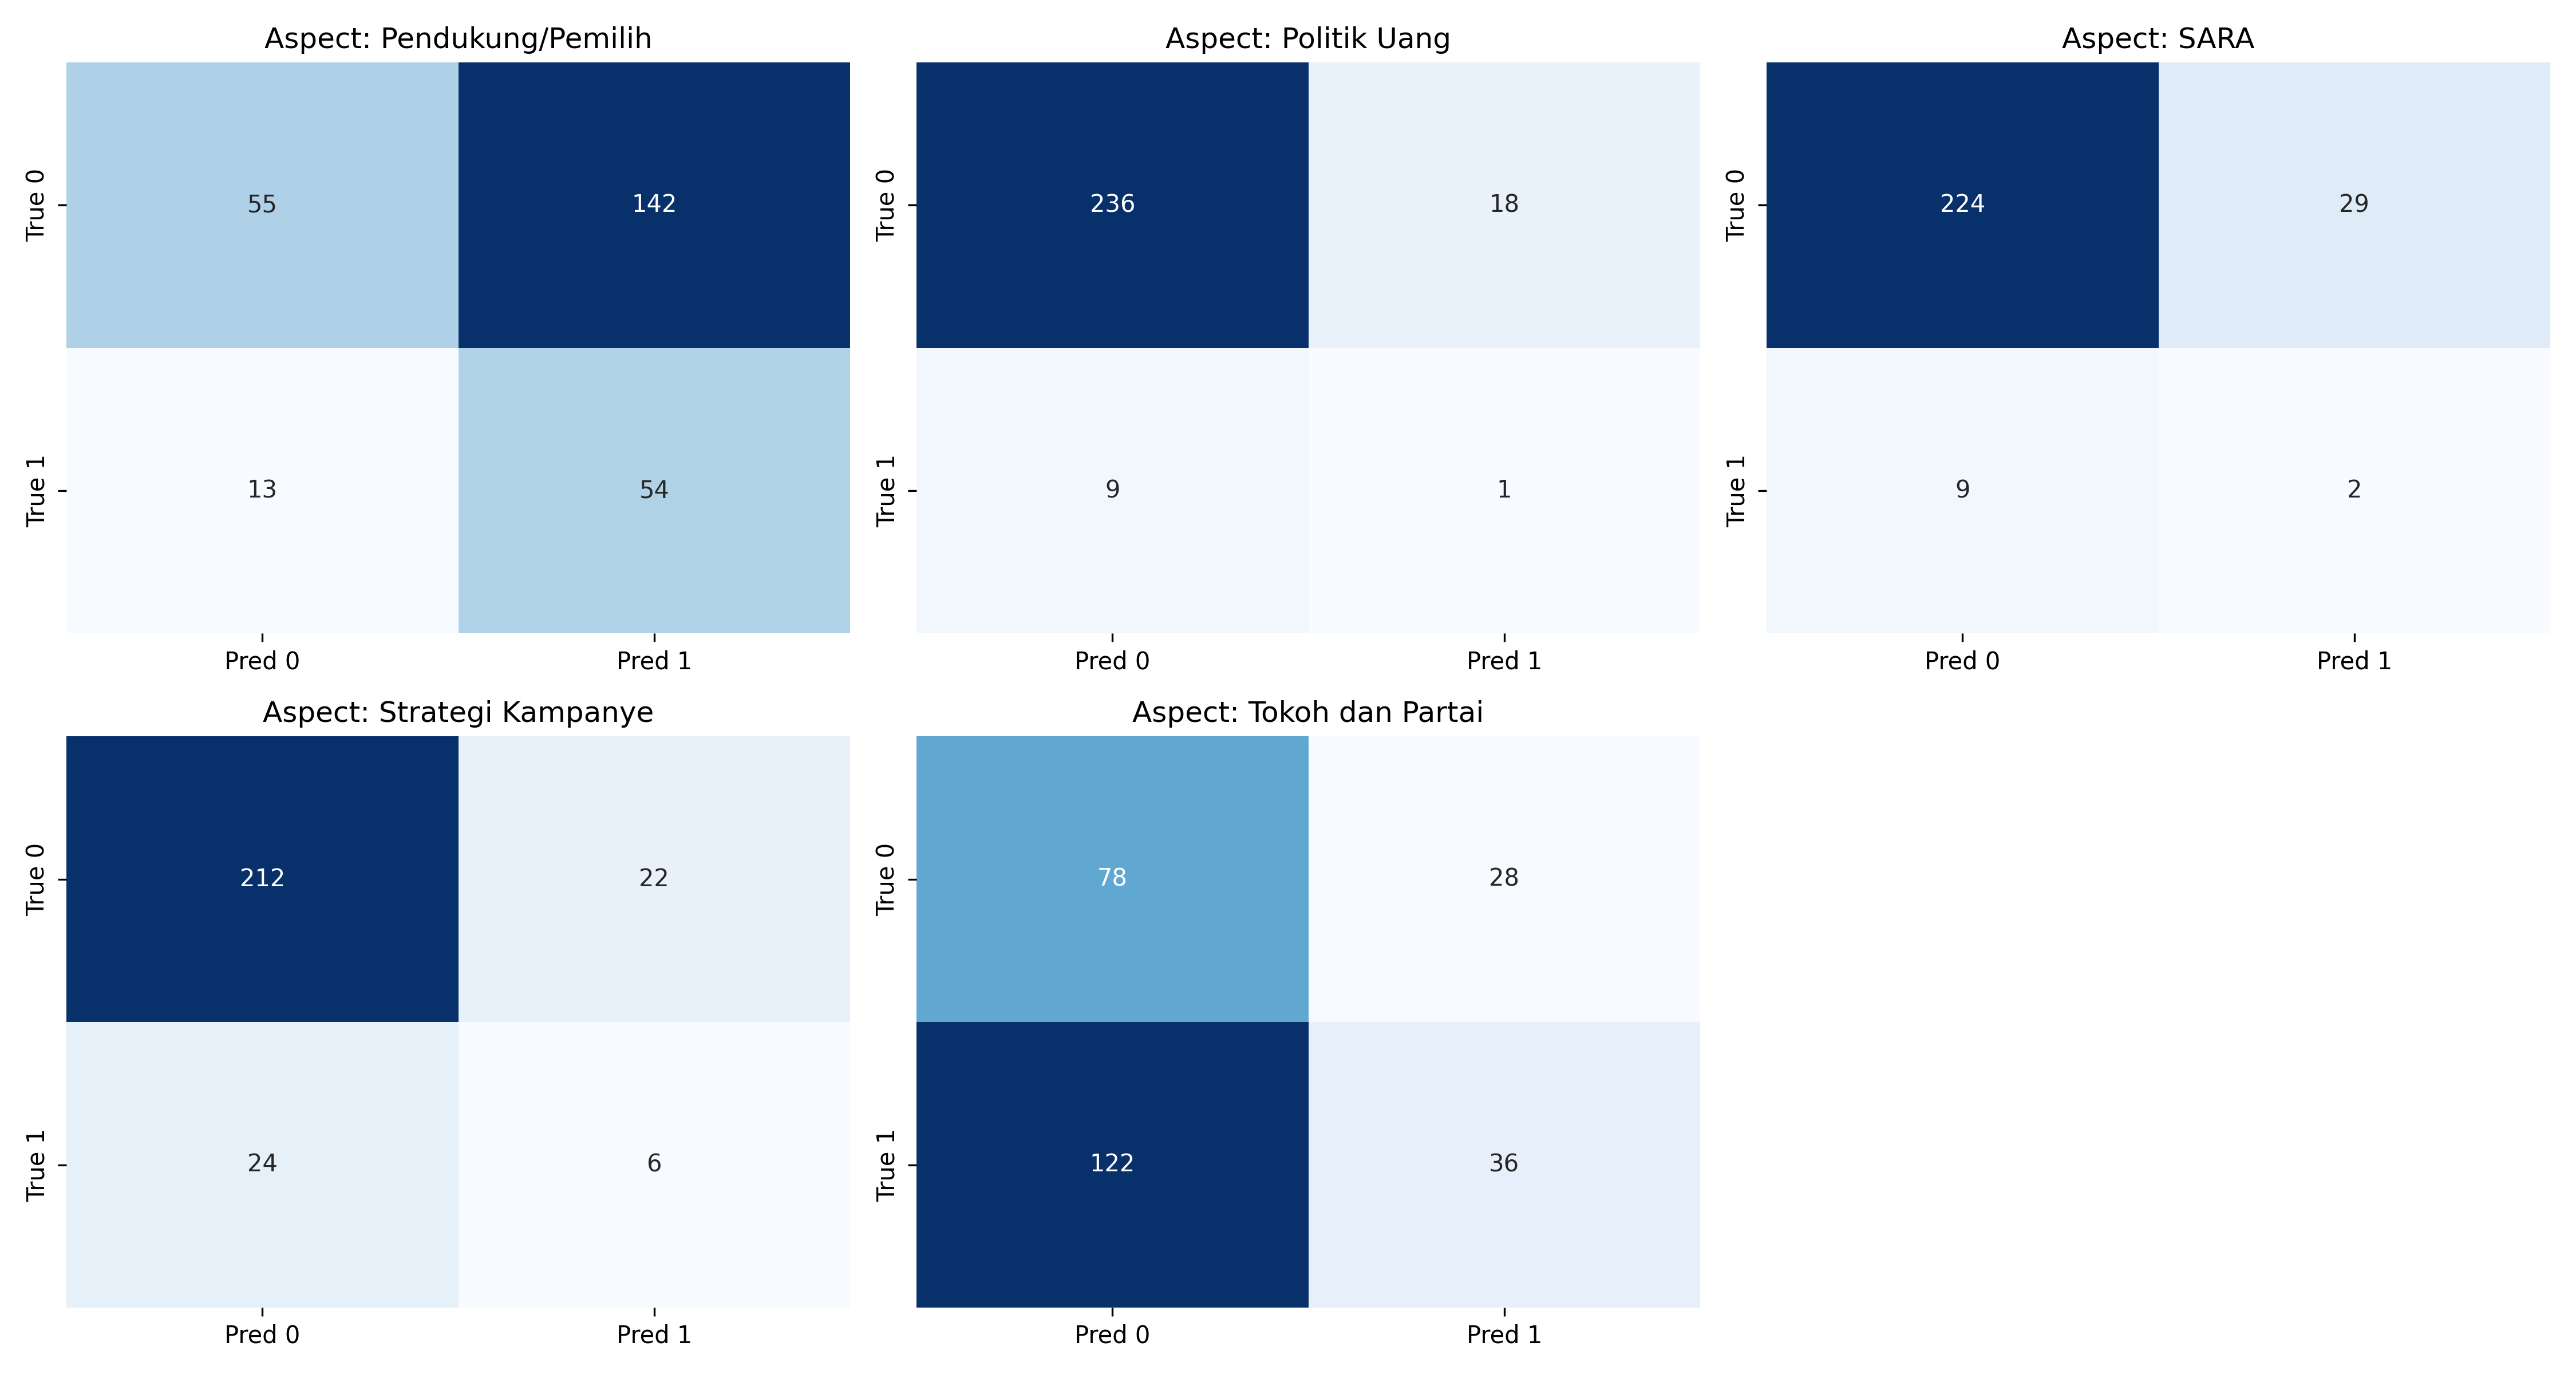 Aspect: Pendukung/Pemilih
True 0
55
142
True 1
13
54
Pred 0
Pred 1
Aspect: Politik Uang
True 0
236
18
True 1
9
1
Pred 0
Pred 1
Aspect: SARA
True 0
224
29
True 1
9
2
Pred 0
Pred 1
Aspect: Strategi Kampanye
True 0
212
22
True 1
24
6
Pred 0
Pred 1
Aspect: Tokoh dan Partai
True 0
78
28
True 1
122
36
Pred 0
Pred 1